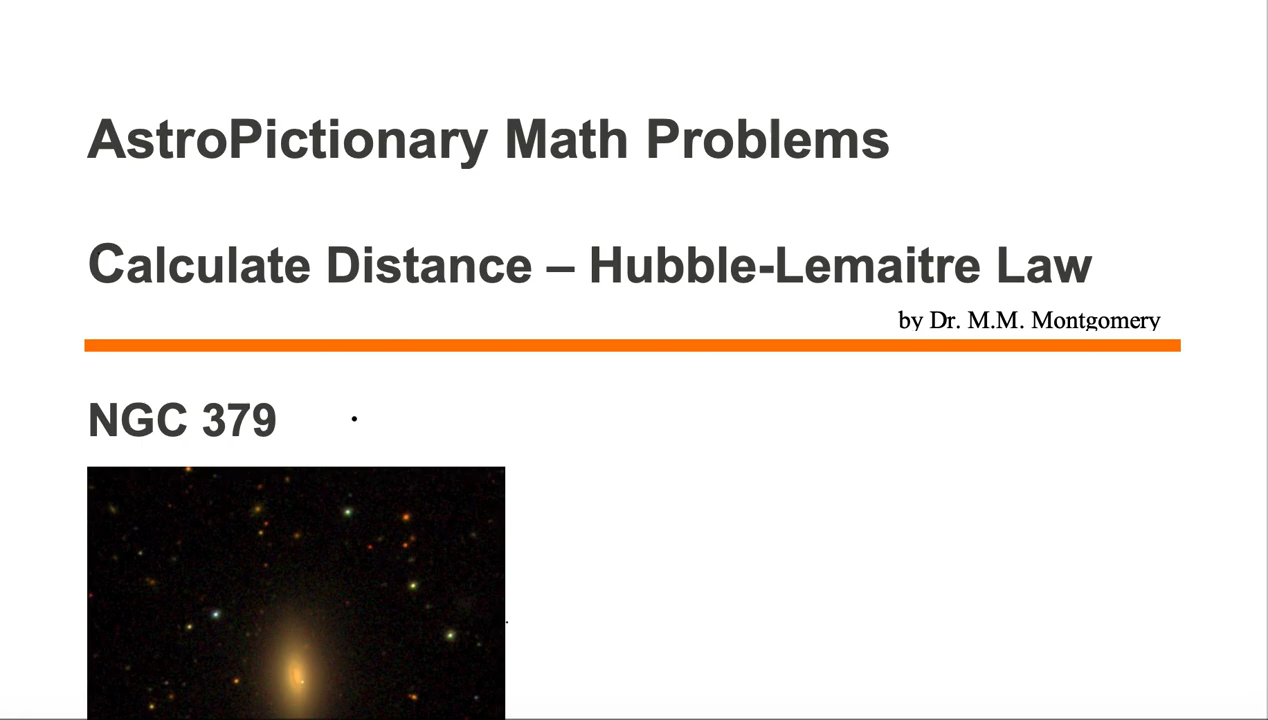 AstroPictionary Math Problems
Calculate Distance – Hubble-Lemaitre Law
by Dr. M.M. Montgomery
NGC 379